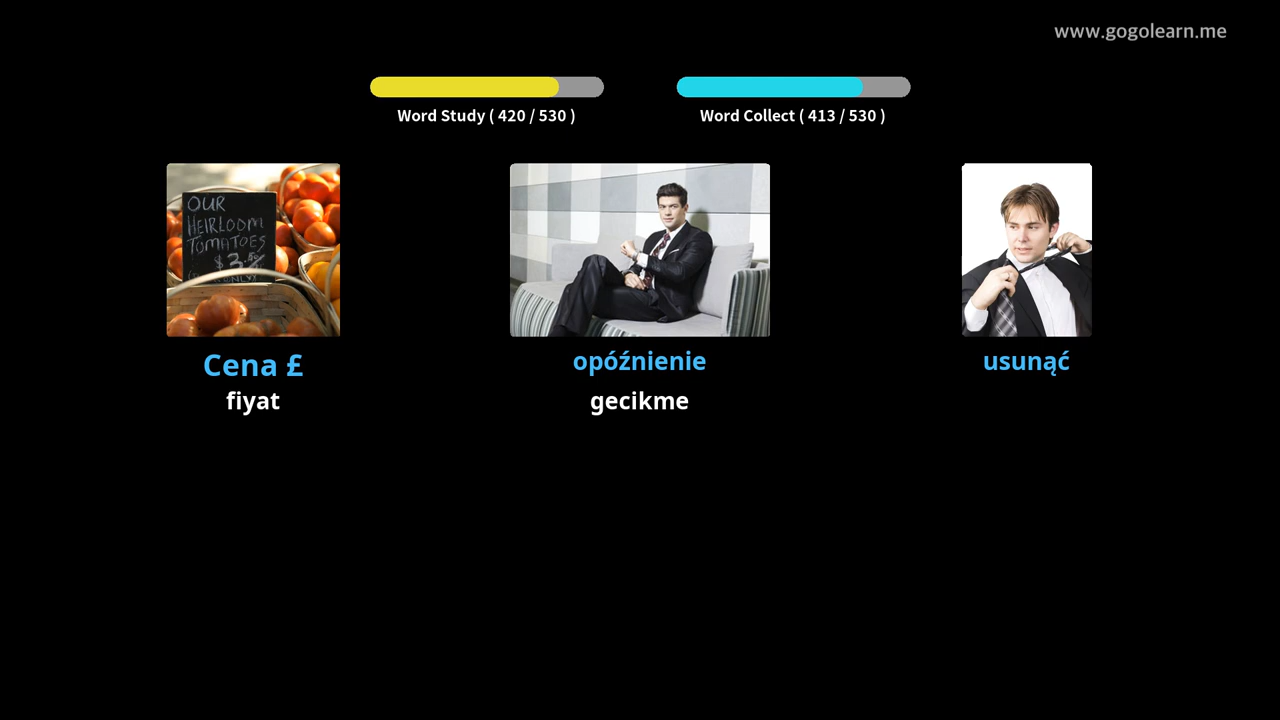 www.gogolearn.me
Word Study ( 420 / 530 )
Word Collect ( 413 / 530 )
OUR
HEIRLOOM
TOMATOES
Cena £
fiyat
opóźnienie
gecikme
usunąć